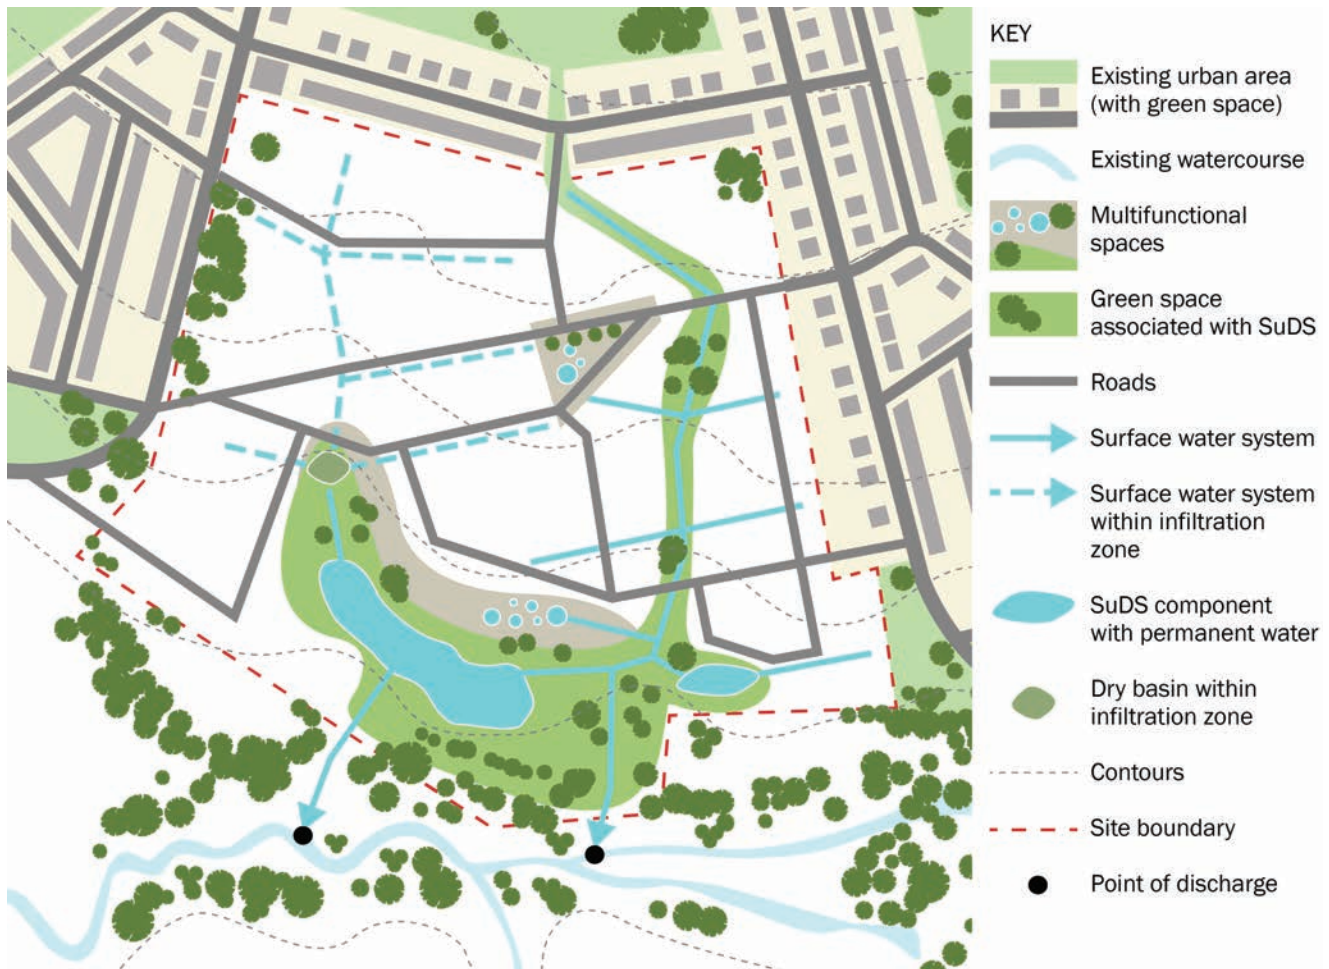 KEY
Existing urban area
(with green space)
Existing watercourse
Multifunctional
spaces
Green space
associated with SuDS
Roads
Surface water system
Surface water system
within infiltration
zone
SuDS component
with permanent water
Dry basin within
infiltration zone
Contours
Site boundary
Point of discharge